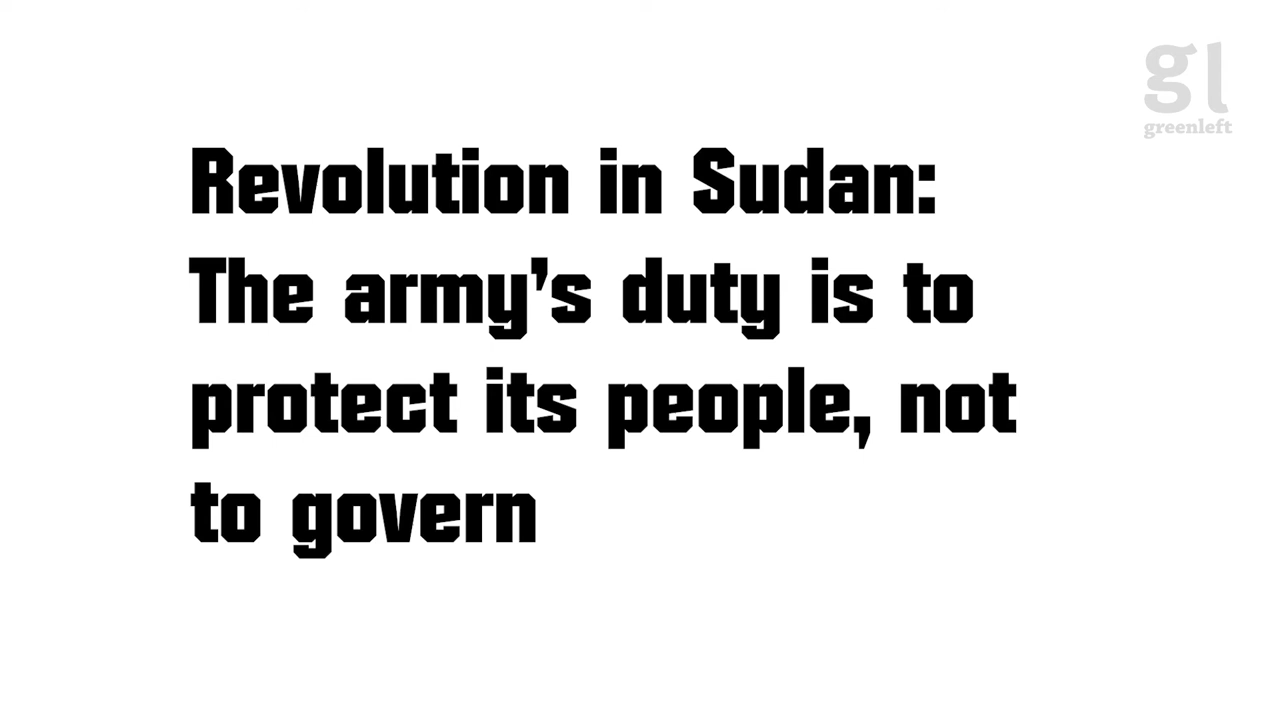 gl
greenleft
Revolution in Sudan:
The army’s duty is to
protect its people, not
to govern